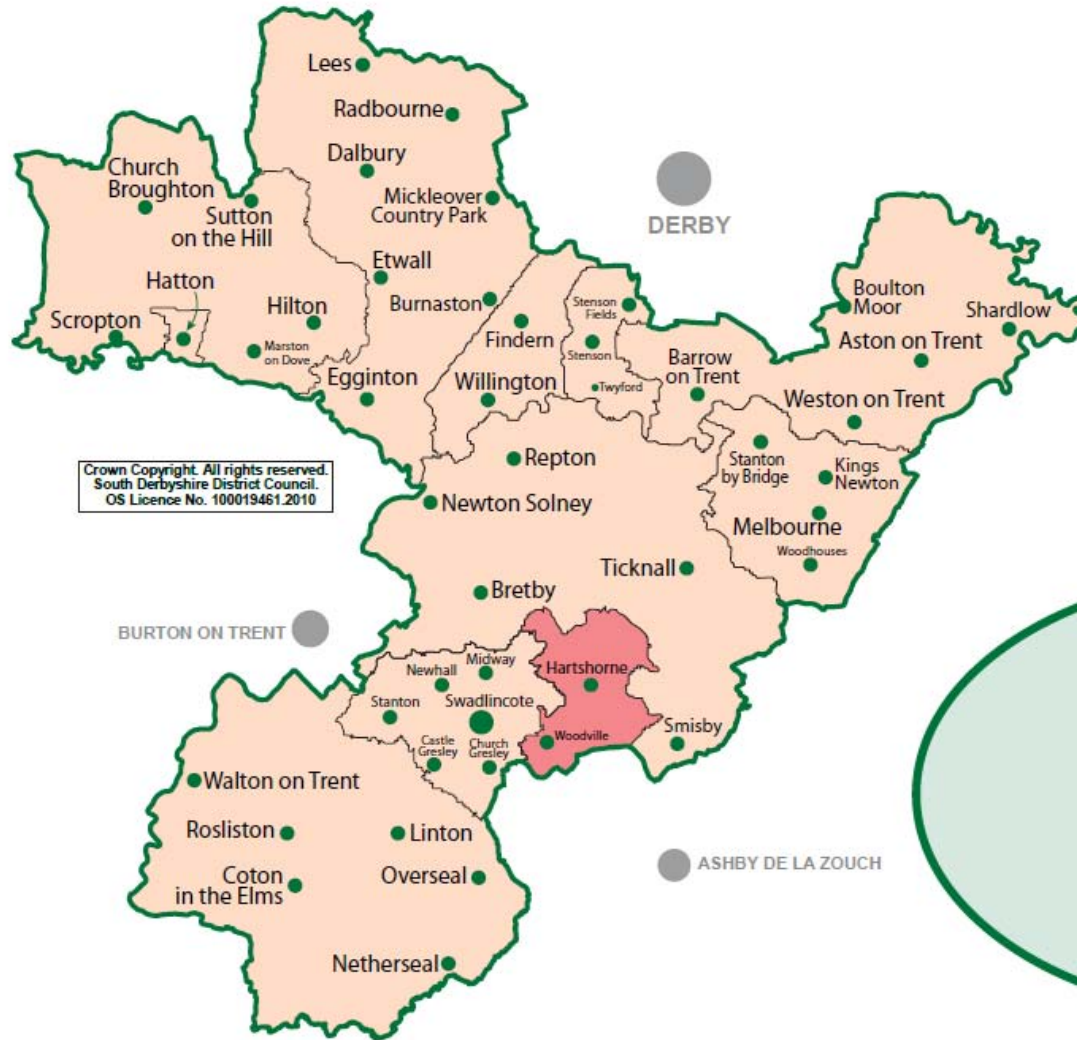 Lees
Radbourne
Dalbury
Church
Broughton
Mickleover
Country Park
Sutton
on the Hill
DERBY
Etwall
Hatton
Burnaston
Hilton
Scropton
Marston
on Dove
Egginton
Findern
Willington
Stenson
Fields
Stenson
Twyford
Barrow
on Trent
Boulton
Moor
Shardlow
Aston on Trent
Weston on Trent
Stanton
by Bridge
Kings
Newton
Melbourne
Woodhouses
Crown Copyright. All rights reserved.
South Derbyshire District Council.
OS Licence No. 100019461.2010
Repton
Newton Solney
Ticknall
Bretby
BURTON ON TRENT
Midway
Newhall
Hartshorne
Stanton
Swadlincote
Castle
Gresley
Church
Gresley
Woodville
Smisby
Walton on Trent
Rosliston
Linton
ASHBY DE LA ZOUCH
Coton
in the Elms
Overseal
Netherseal